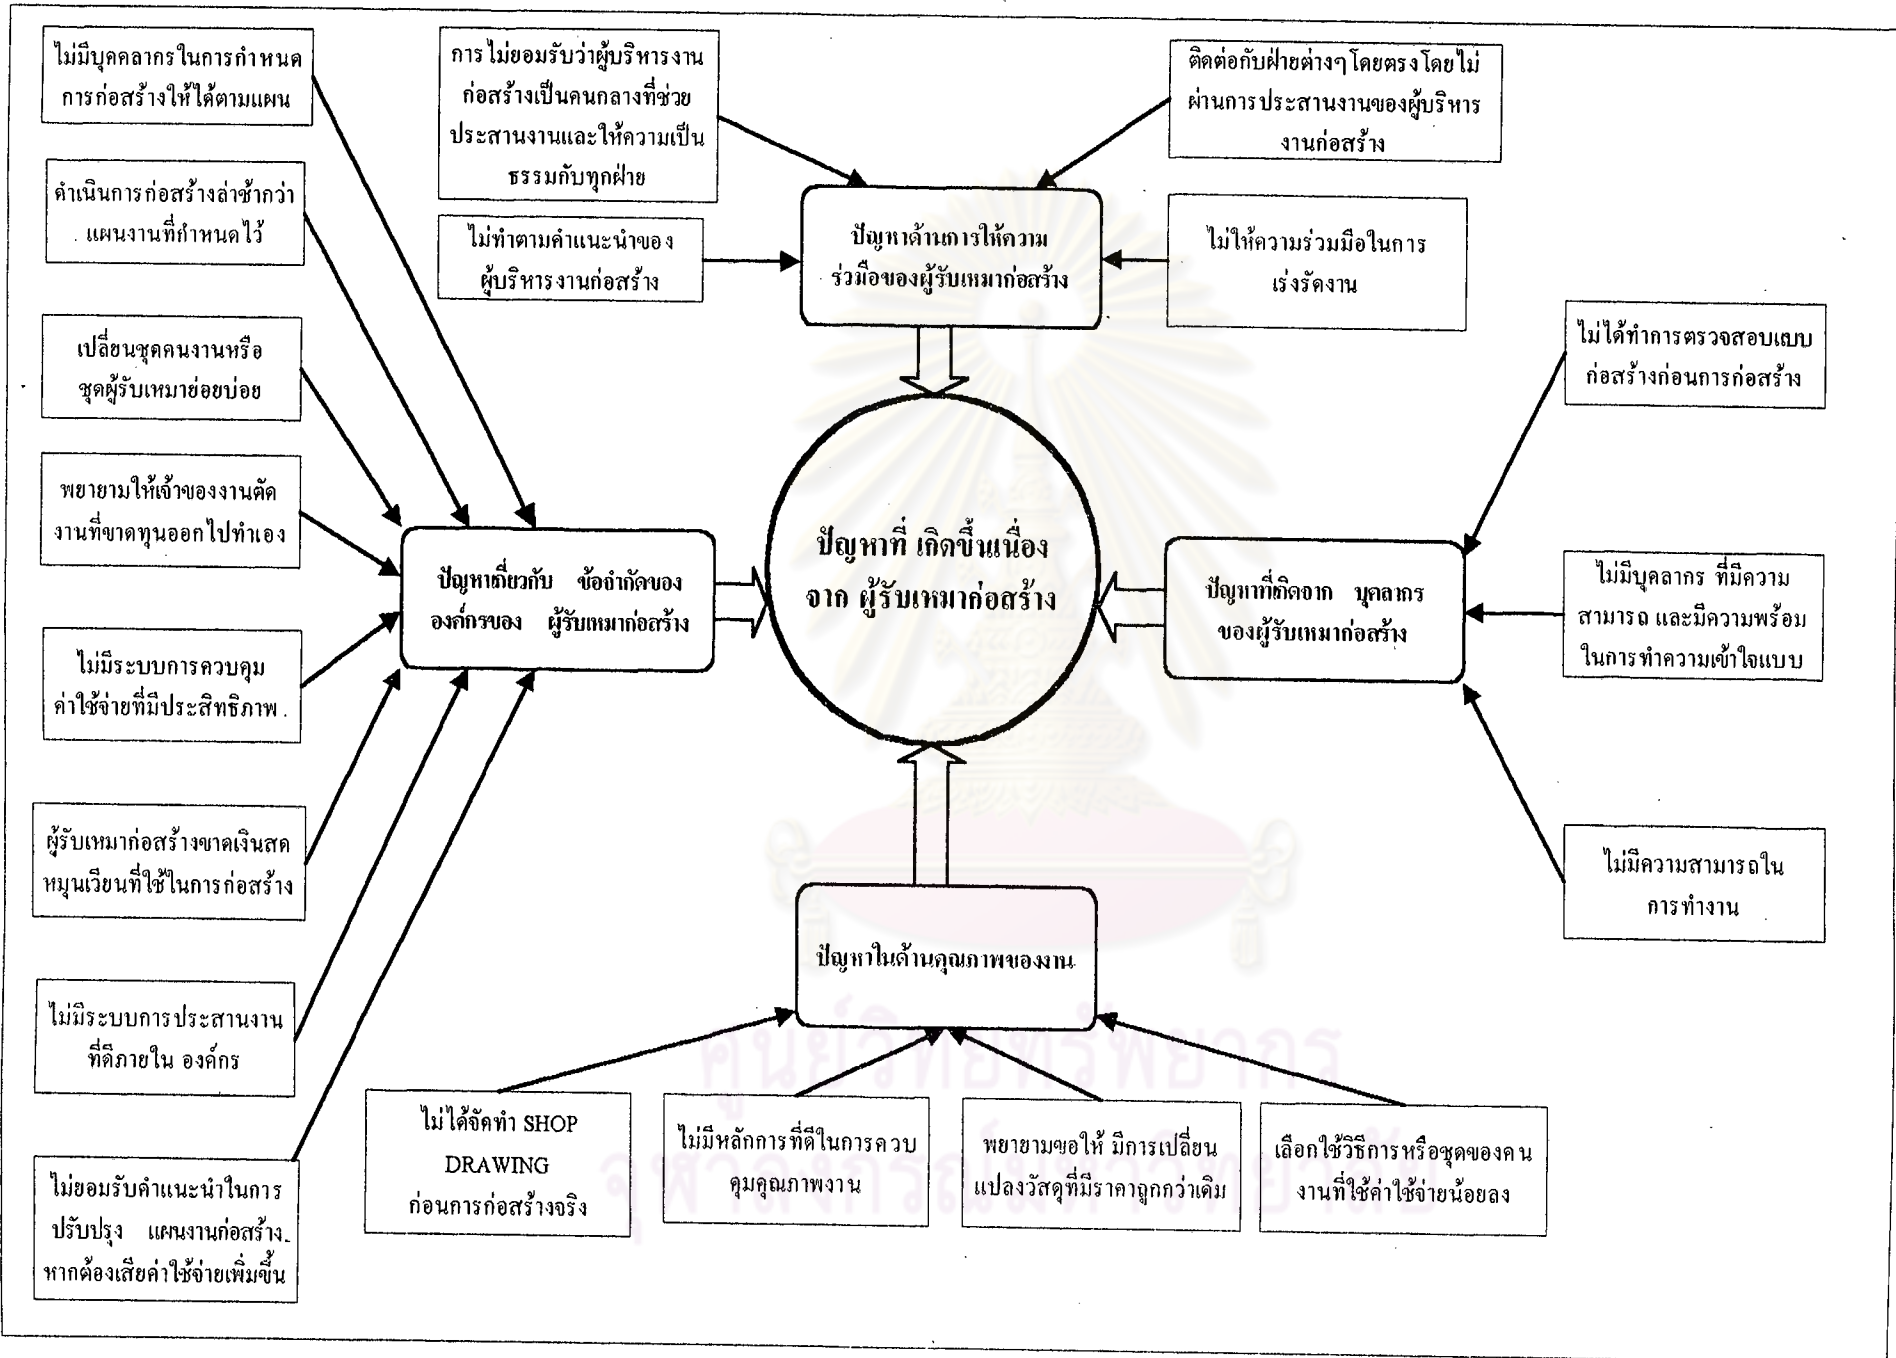 ไม่มีบุคคลากรในการกำหนด
การก่อสร้างให้ได้ตามแผน
การไม่ยอมรับว่าผู้บริหารงาน
ก่อสร้างเป็นคนกลางที่ช่วย
ประสานงานและให้ความเป็น
ธรรมกับทุกฝ่าย
ติดต่อกับฝ่ายต่างๆโดยตรงโดยไม่
ผ่านการประสานงานของผู้บริหาร
งานก่อสร้าง
ดำเนินการก่อสร้างล่าช้ากว่า
แผนงานที่กำหนดไว้
ไม่ทำตามคำแนะนำของ
ผู้บริหารงานก่อสร้าง
ปัญหาด้านการให้ความ
ร่วมือของผู้รับเหมาก่อสร้าง
ไม่ให้ความร่วมมือในการ
เร่งรัดงาน
เปลี่ยนชุดคนงานหรือ
ชุดผู้รับเหมาย่อยบ่อย
ไม่ได้ทำการตรวจสอบแบบ
ก่อสร้างก่อนการก่อสร้าง
พยายามให้เจ้าของงานตัด
งานที่ขาดทุนออกไปทำเอง
ปัญหาเกี่ยวกับ ข้อจำกัดของ
องค์กรของ ผู้รับเหมาก่อสร้าง
ปัญหาที่ เกิดขึ้นเนื่อง
จาก ผู้รับเหมาก่อสร้าง
ปัญหาที่เกิดจาก บุคลากร
ของผู้รับเหมาก่อสร้าง
ไม่มีบุคลากร ที่มีความ
สามารถ และมีความพร้อม
ในการทำความเข้าใจแบบ
ไม่มีระบบการควบคุม
ค่าใช้จ่ายที่มีประสิทธิภาพ
ผู้รับเหมาก่อสร้างขาดเงินสด
หมุนเวียนที่ใช้ในการก่อสร้าง
ไม่มีความสามารถใน
การทำงาน
ปัญหาในด้านคุณภาพของงาน
ไม่มีระบบการประสานงาน
ที่ดีภายใน องค์กร
ไม่ยอมรับคำแนะนำในการ
ปรับปรุง แผนงานก่อสร้าง
หากต้องเสียค่าใช้จ่ายเพิ่มขึ้น
ไม่ได้จัดทำ SHOP
DRAWING
ก่อนการก่อสร้างจริง
ไม่มีหลักการที่ดีในการควบ
คุมคุณภาพงาน
พยายามขอให้ มีการเปลี่ยน
แปลงวัสดุที่มีราคาถูกกว่าเดิม
เลือกใช้วิธีการหรือชุดของคน
งานที่ใช้ค่าใช้จ่ายน้อยลง
ศูนย์วิทยทรัพยากร
จุฬาลงกรณ์มหาวิทยาลัย